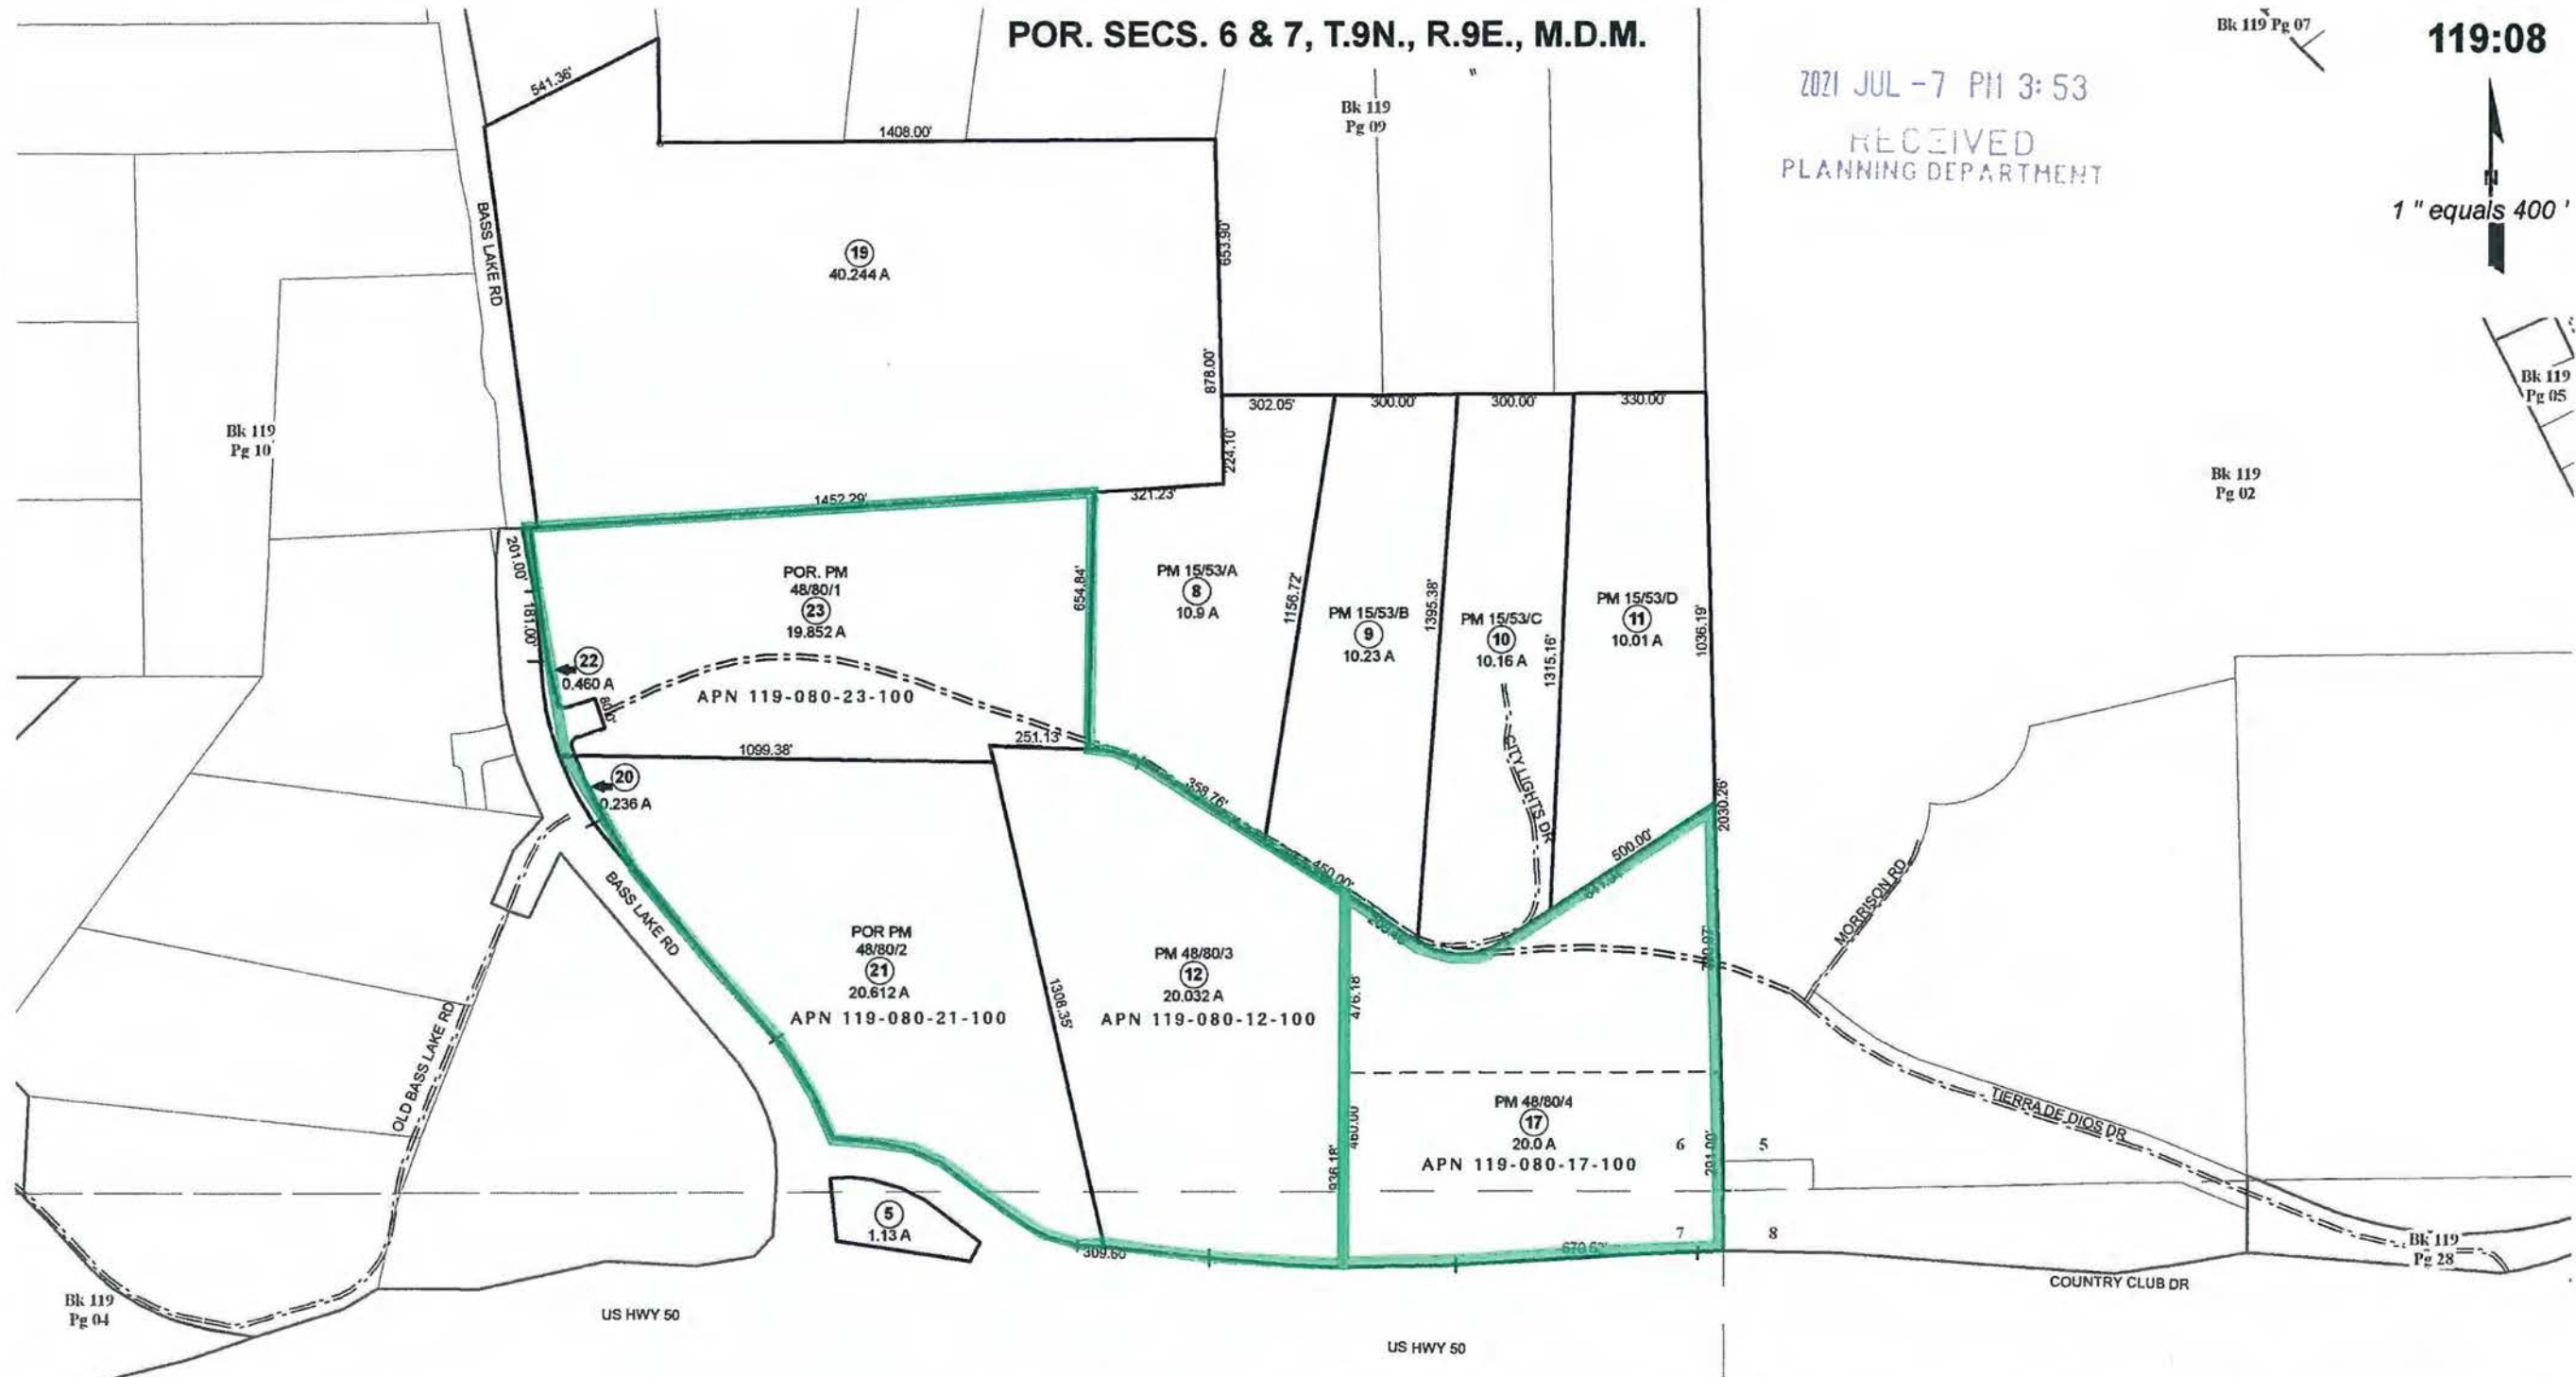 POR. SECS. 6 & 7, T.9N., R.9E., M.D.M.
Bk 119 Pg 07
119:08
2021 JUL -7 PM 3:53
RECEIVED
PLANNING DEPARTMENT
N
1 " equals 400 '
541.36'
1408.00'
Bk 119
Pg 09
BASS LAKE RD
19
40.244 A
653.90'
878.00'
224.10'
302.05'
300.00'
300.00'
330.00'
Bk 119
Pg 05
Bk 119
Pg 10
Bk 119
Pg 02
1452.29'
321.23'
201.00'
181.00'
POR. PM
48/80/1
23
19.852 A
APN 119-080-23-100
654.84'
PM 15/53/A
8
10.9 A
1156.72'
PM 15/53/B
9
10.23 A
1395.38'
PM 15/53/C
10
10.16 A
1315.16'
PM 15/53/D
11
10.01 A
1036.19'
22
0.460 A
1099.38'
251.13'
20
0.236 A
358.76'
CITY LIGHTS DR
2030.26'
450.00'
500.00'
BASS LAKE RD
MORRISON RD
POR PM
48/80/2
21
20.612 A
APN 119-080-21-100
1308.35'
PM 48/80/3
12
20.032 A
APN 119-080-12-100
476.18'
460.00
936.18'
OLD BASS LAKE RD
PM 48/80/4
17
20.0 A
APN 119-080-17-100
6
5
291.00'
TIERRA DE DIOS DR
5
1.13 A
309.60
670.52'
7
8
Bk 119
Pg 28
COUNTRY CLUB DR
Bk 119
Pg 04
US HWY 50
US HWY 50